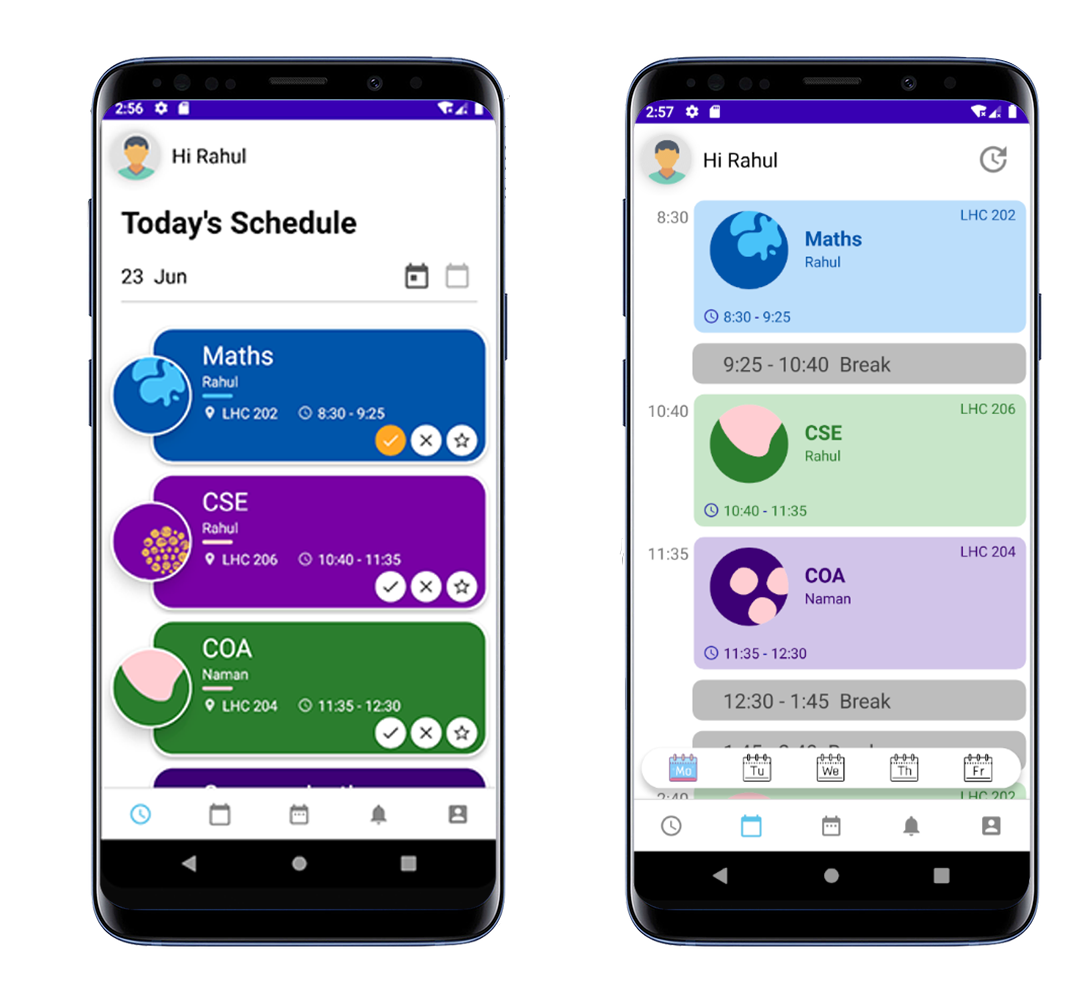 2:56
Hi Rahul
Today's Schedule
23 Jun
Maths
Rahul
LHC 202 8:30 - 9:25
CSE
Rahul
LHC 206 10:40 - 11:35
COA
Naman
LHC 204 11:35 - 12:30
2:57
Hi Rahul
8:30
LHC 202
Maths
Rahul
8:30 - 9:25
9:25 - 10:40 Break
10:40
LHC 206
CSE
Rahul
10:40 - 11:35
11:35
LHC 204
COA
Naman
11:35 - 12:30
12:30 - 1:45 Break
Mo Tu We Th Fr
2:40
LHC 202